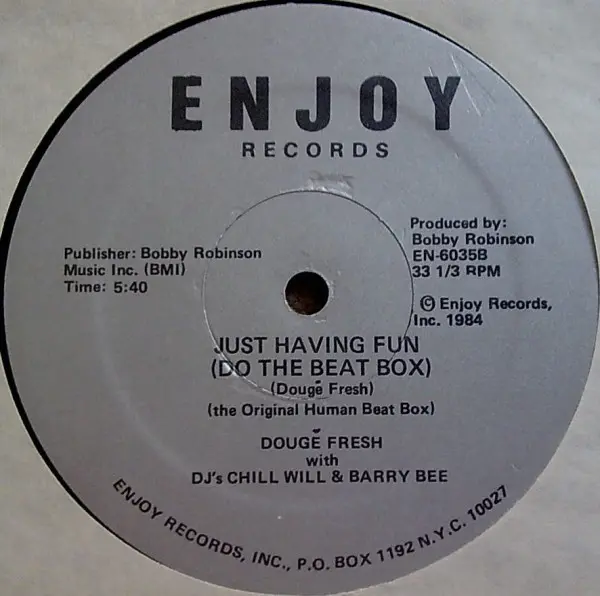 ENJOY
RECORDS
Publisher: Bobby Robinson
Music Inc. (BMI)
Time: 5:40
Produced by:
Bobby Robinson
EN-6035B
33 1/3 RPM
© Enjoy Records,
Inc. 1984
JUST HAVING FUN
(DO THE BEAT BOX)
(Dougĕ Fresh)
(the Original Human Beat Box)
DOUGĔ FRESH
with
DJ's CHILL WILL & BARRY BEE
ENJOY RECORDS, INC., P.O. BOX 1192 N.Y.C. 10027